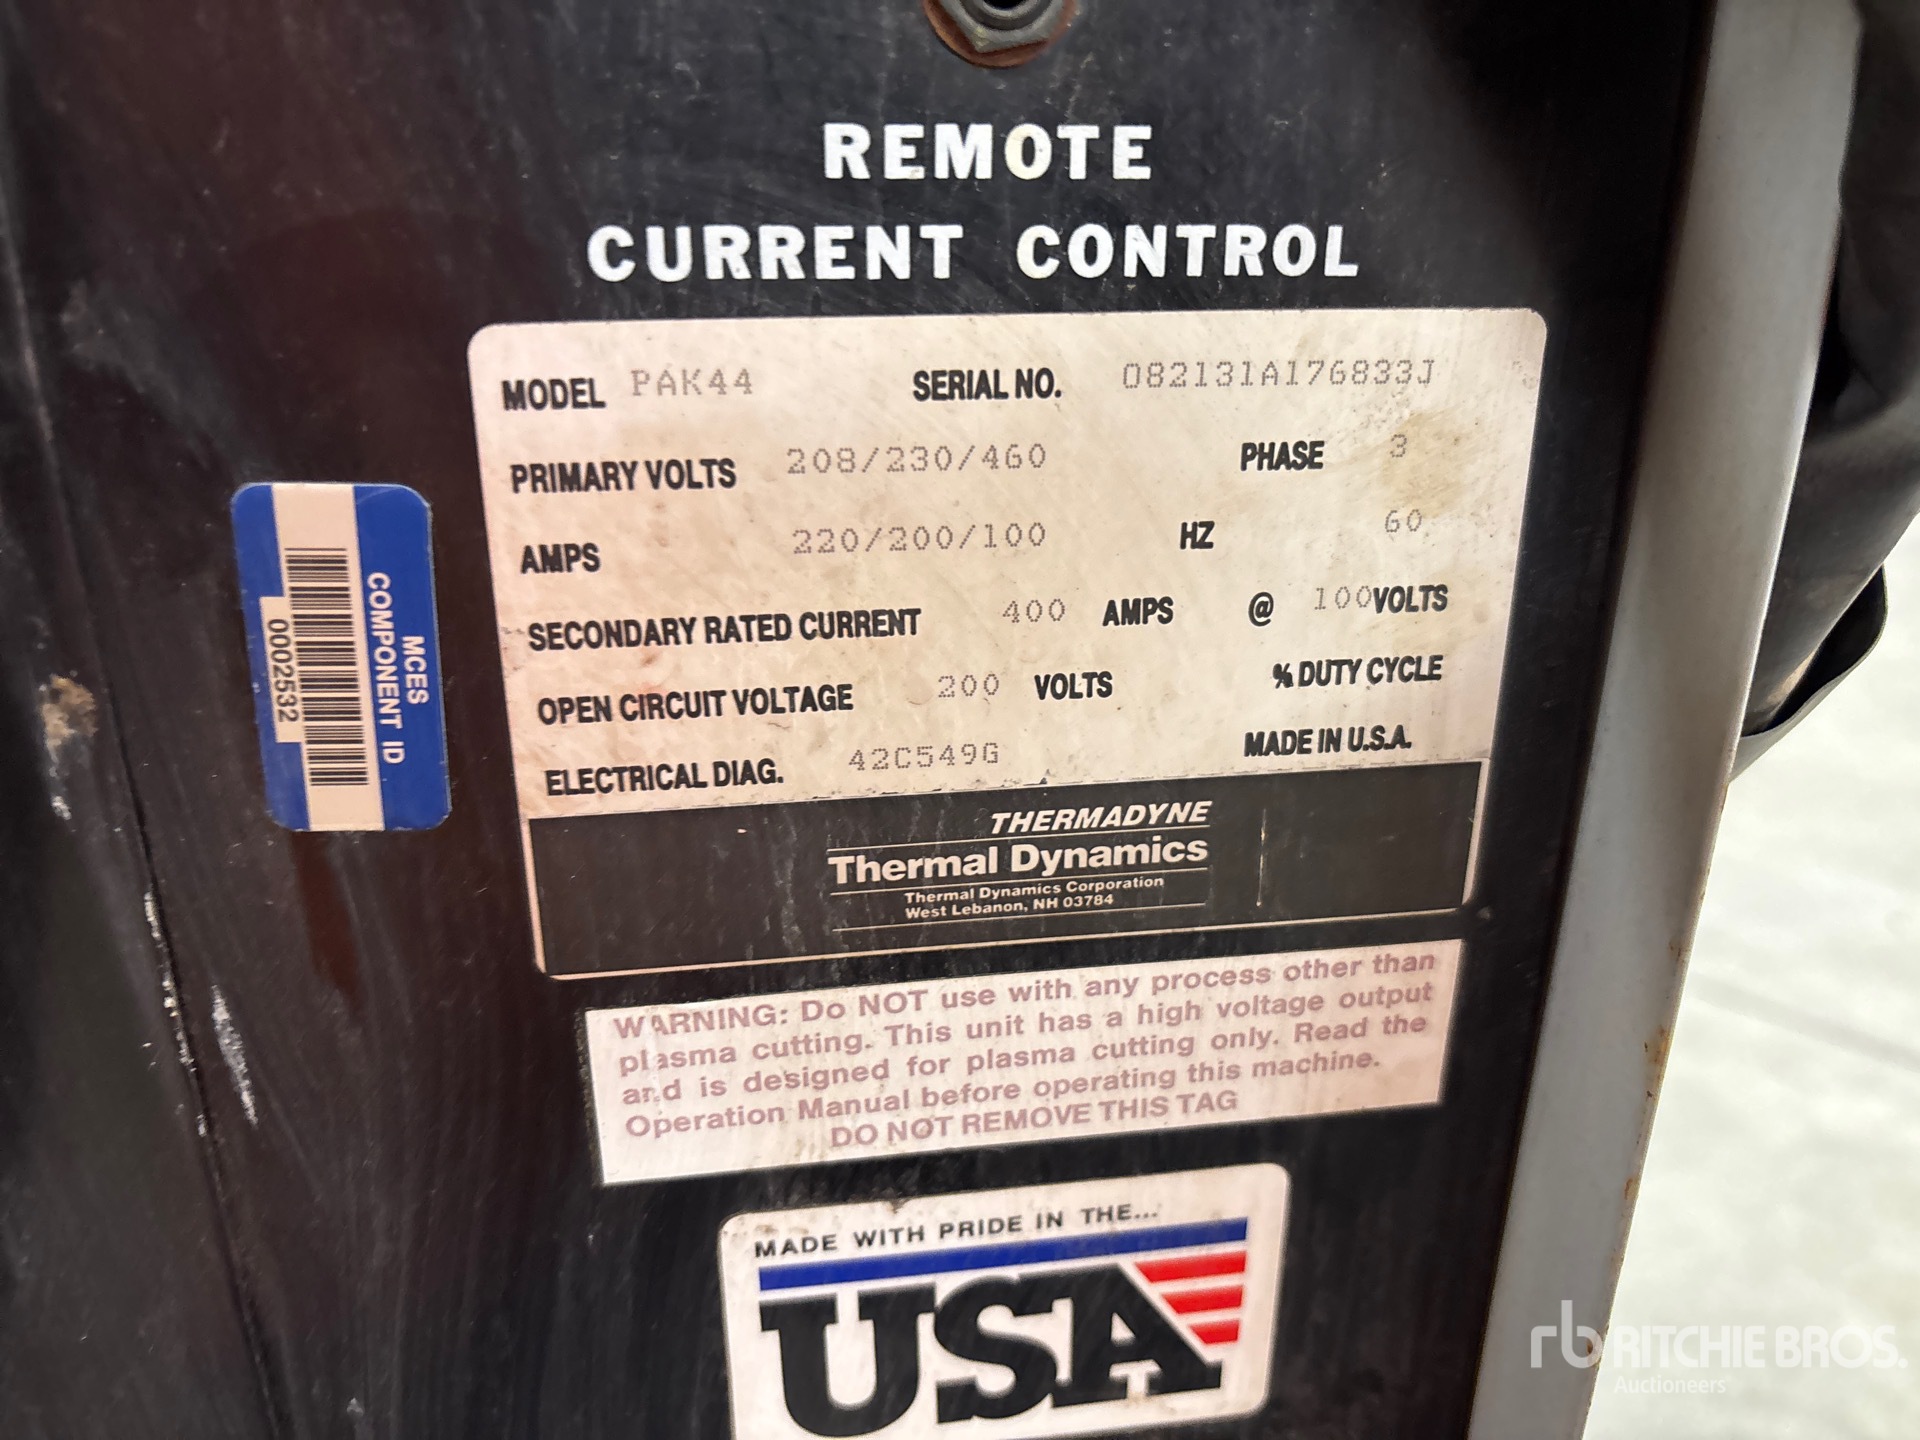 REMOTE
CURRENT CONTROL
MODEL PAK44 SERIAL NO. 082131A176833J
PRIMARY VOLTS 208/230/460 PHASE 3
AMPS 220/200/100 HZ 60
SECONDARY RATED CURRENT 400 AMPS @ 100 VOLTS
OPEN CIRCUIT VOLTAGE 200 VOLTS % DUTY CYCLE
ELECTRICAL DIAG. 42C549G MADE IN U.S.A.
THERMADYNE
Thermal Dynamics
Thermal Dynamics Corporation
West Lebanon, NH 03784
MCES
COMPONENT ID
0002532
WARNING: Do NOT use with any process other than
plasma cutting. This unit has a high voltage output
and is designed for plasma cutting only. Read the
Operation Manual before operating this machine.
DO NOT REMOVE THIS TAG
MADE WITH PRIDE IN THE...
USA
rb RITCHIE BROS.
Auctioneers